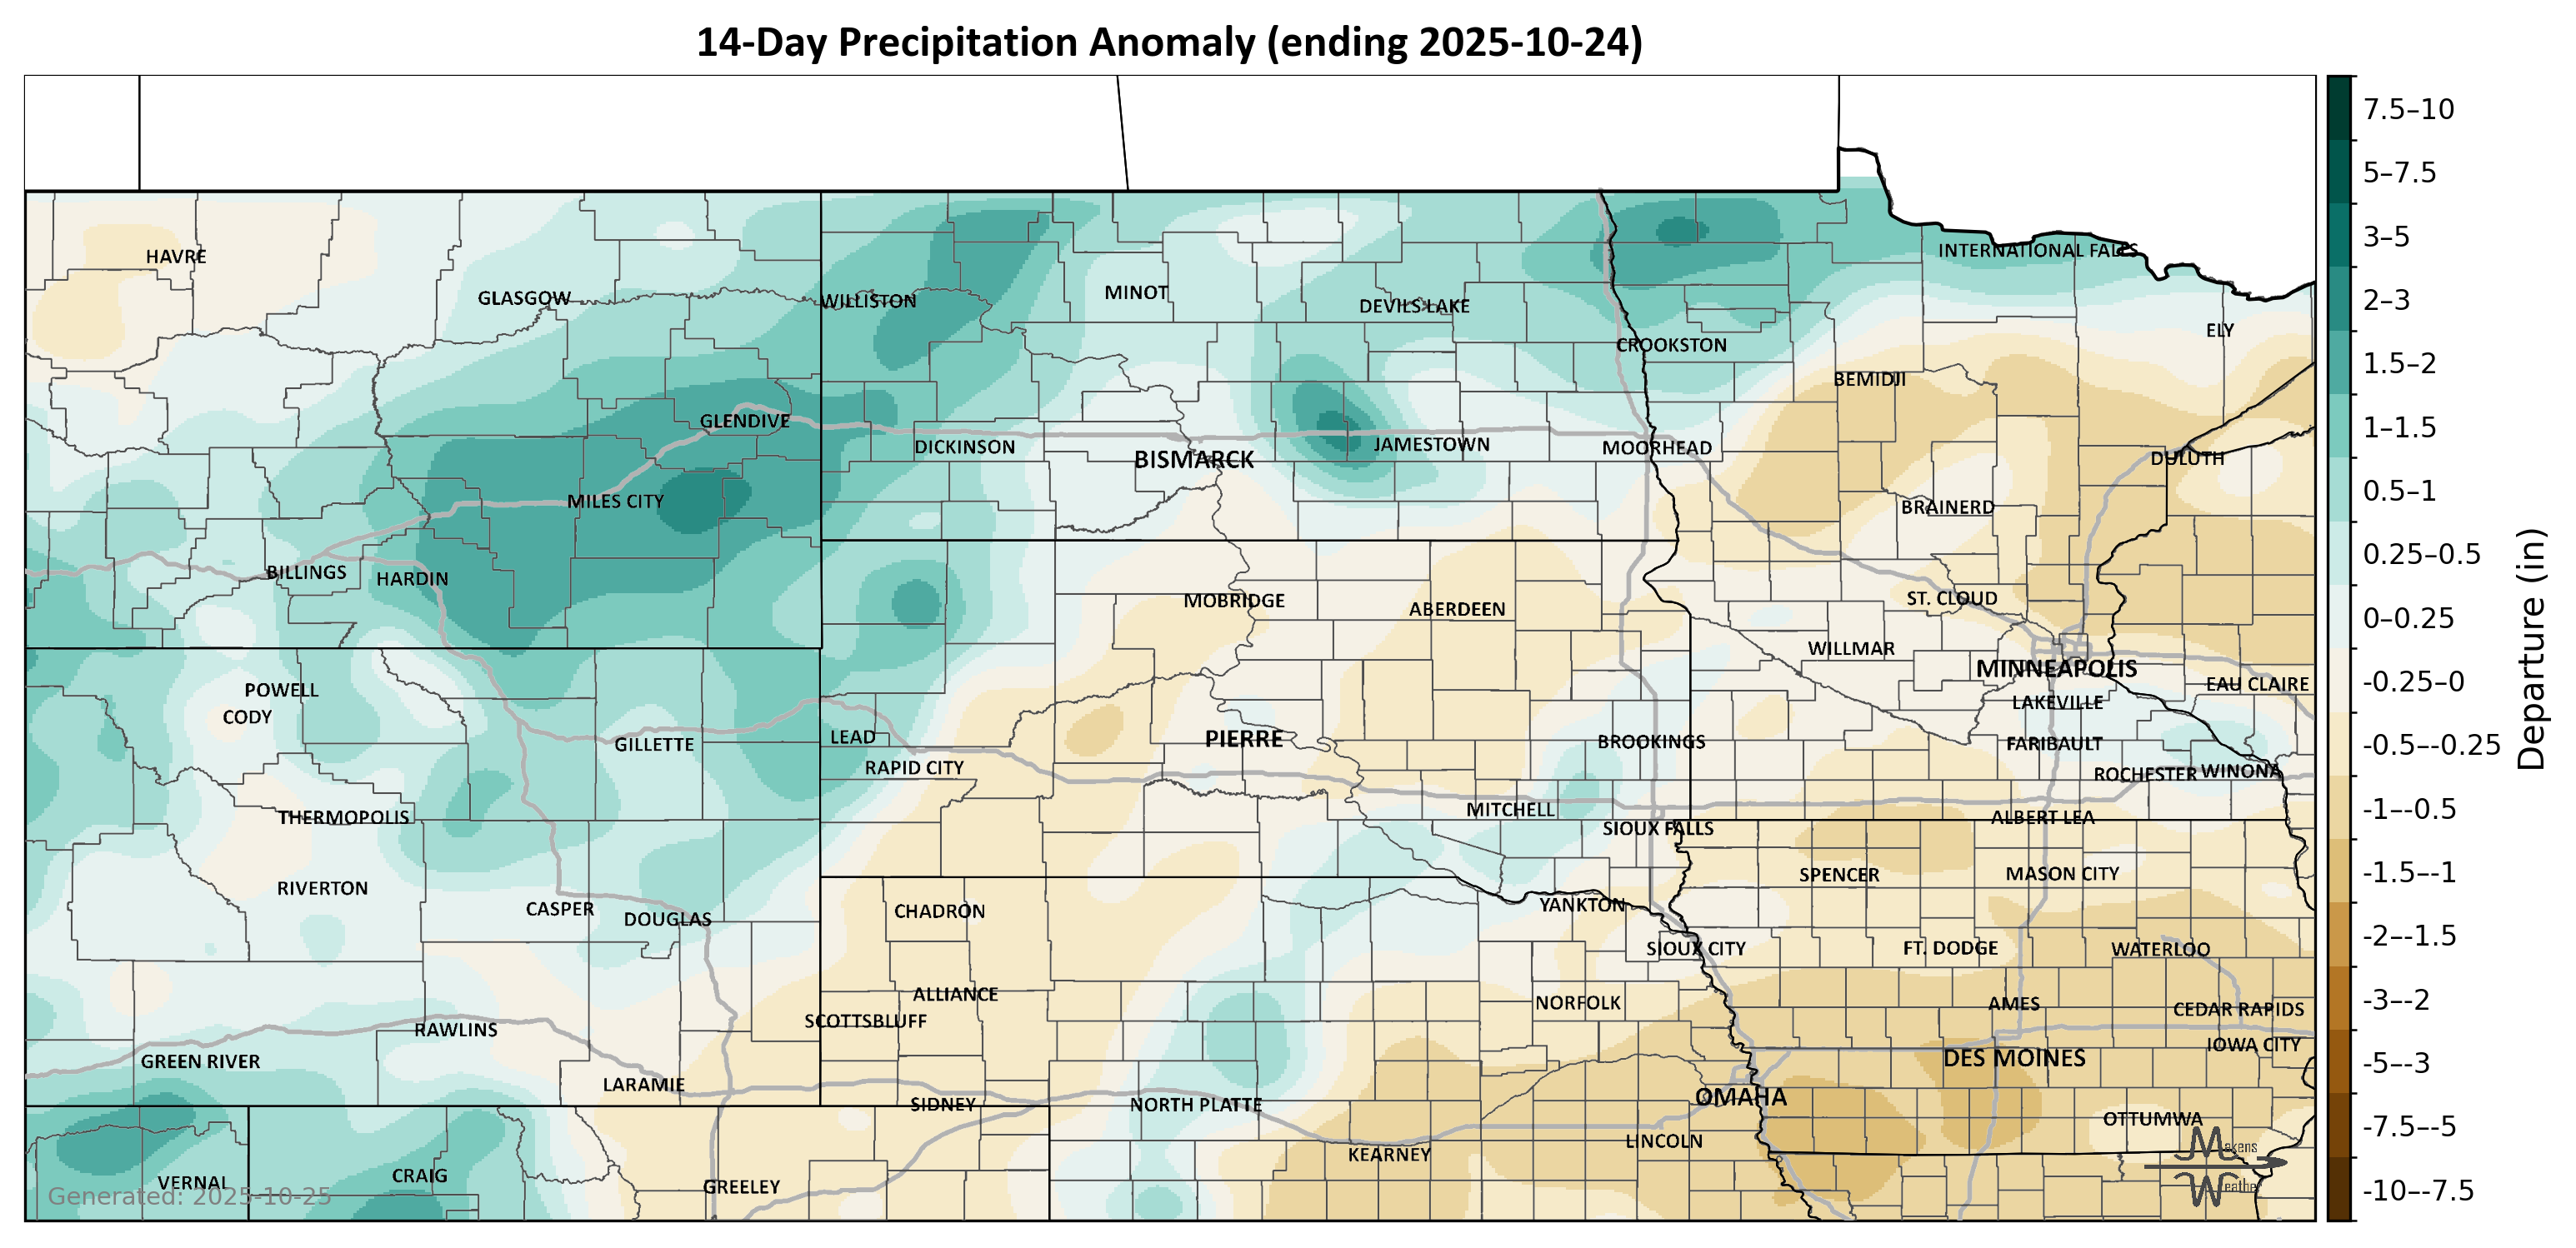 14-Day Precipitation Anomaly (ending 2025-10-24)
HAVRE
GLASGOW
WILLISTON
MINOT
DEVILS LAKE
INTERNATIONAL FALLS
ELY
CROOKSTON
BEMIDJI
GLENDIVE
DICKINSON
BISMARCK
JAMESTOWN
MOORHEAD
DULUTH
MILES CITY
BRAINERD
BILLINGS
HARDIN
MOBRIDGE
ABERDEEN
ST. CLOUD
WILLMAR
MINNEAPOLIS
EAU CLAIRE
POWELL
CODY
LAKEVILLE
GILLETTE
LEAD
PIERRE
BROOKINGS
FARIBAULT
RAPID CITY
ROCHESTER
WINONA
THERMOPOLIS
MITCHELL
ALBERT LEA
SIOUX FALLS
RIVERTON
SPENCER
MASON CITY
CASPER
DOUGLAS
CHADRON
YANKTON
SIOUX CITY
FT. DODGE
WATERLOO
ALLIANCE
NORFOLK
AMES
CEDAR RAPIDS
SCOTTSBLUFF
RAWLINS
GREEN RIVER
DES MOINES
IOWA CITY
LARAMIE
SIDNEY
NORTH PLATTE
OMAHA
OTTUMWA
LINCOLN
KEARNEY
VERNAL
CRAIG
GREELEY
Generated: 2025-10-25
Makens
Weather
7.5–10
5–7.5
3–5
2–3
1.5–2
1–1.5
0.5–1
0.25–0.5
0–0.25
-0.25–0
-0.5–-0.25
-1–-0.5
-1.5–-1
-2–-1.5
-3–-2
-5–-3
-7.5–-5
-10–-7.5
Departure (in)